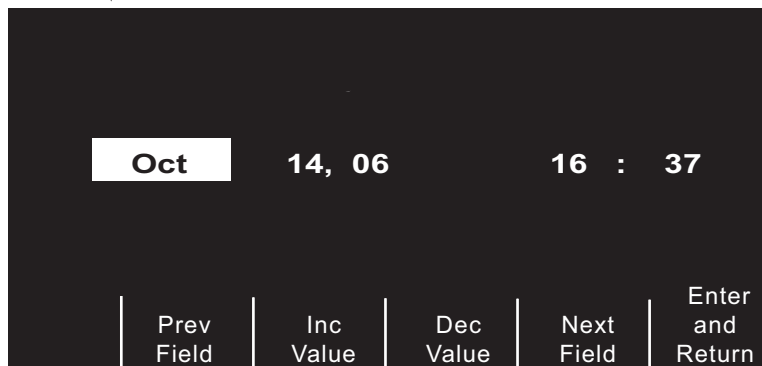 Oct 14, 06 16 : 37
Enter
Prev Inc Dec Next and
Field Value Value Field Return